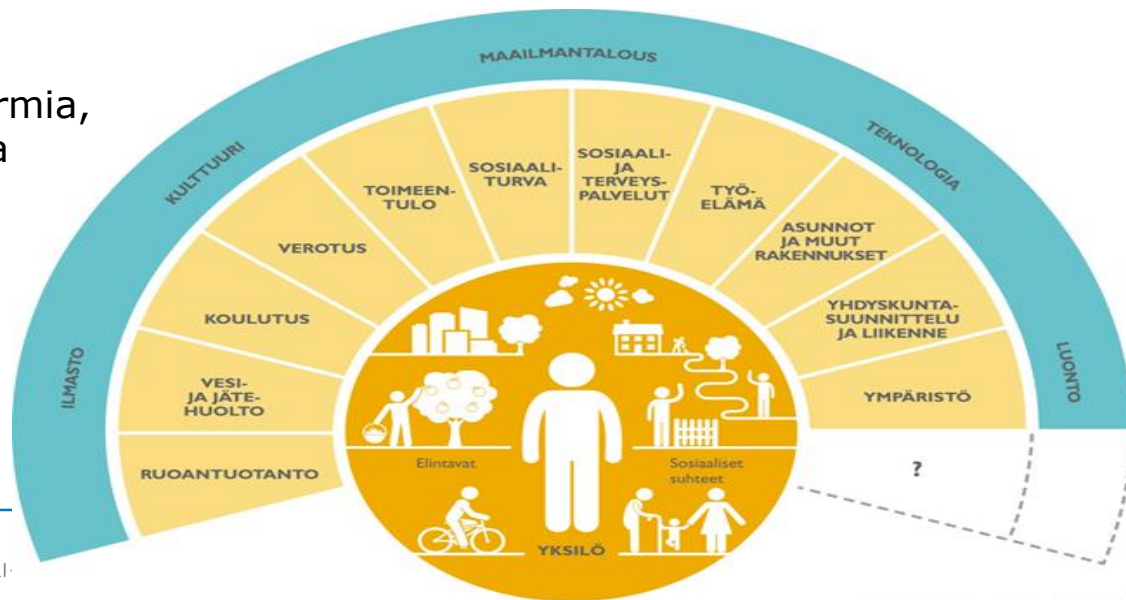 rmia,
a
MAAILMANTALOUS
KULTTUURI
TEKNOLOGIA
ILMASTO
LUONTO
SOSIAALI-
TURVA
SOSIAALI-
JA
TERVEYS-
PALVELUT
TOIMEEN-
TULO
TYÖ-
ELÄMÄ
VEROTUS
ASUNNOT
JA MUUT
RAKENNUKSET
KOULUTUS
YHDYSKUNTA-
SUUNNITTELU
JA LIIKENNE
VESI-
JA JÄTE-
HUOLTO
YMPÄRISTÖ
RUOANTUOTANTO
?
Elintavat
Sosiaaliset
suhteet
YKSILÖ